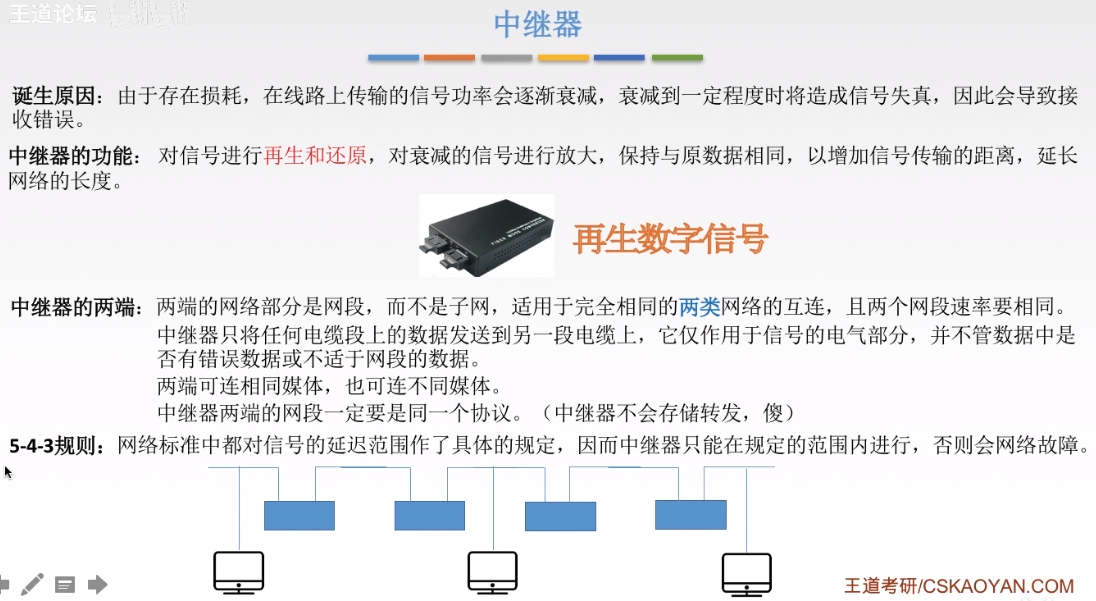 王道论坛
中继器
诞生原因：由于存在损耗，在线路上传输的信号功率会逐渐衰减，衰减到一定程度时将造成信号失真，因此会导致接
收错误。
中继器的功能： 对信号进行再生和还原，对衰减的信号进行放大，保持与原数据相同，以增加信号传输的距离，延长
网络的长度。
再生数字信号
中继器的两端：两端的网络部分是网段，而不是子网，适用于完全相同的两类网络的互连，且两个网段速率要相同。
中继器只将任何电缆段上的数据发送到另一段电缆上，它仅作用于信号的电气部分，并不管数据中是
否有错误数据或不适于网段的数据。
两端可连相同媒体，也可连不同媒体。
中继器两端的网段一定要是同一个协议。（中继器不会存储转发，傻）
5-4-3规则：网络标准中都对信号的延迟范围作了具体的规定，因而中继器只能在规定的范围内进行，否则会网络故障。
王道考研/CSKAOYAN.COM